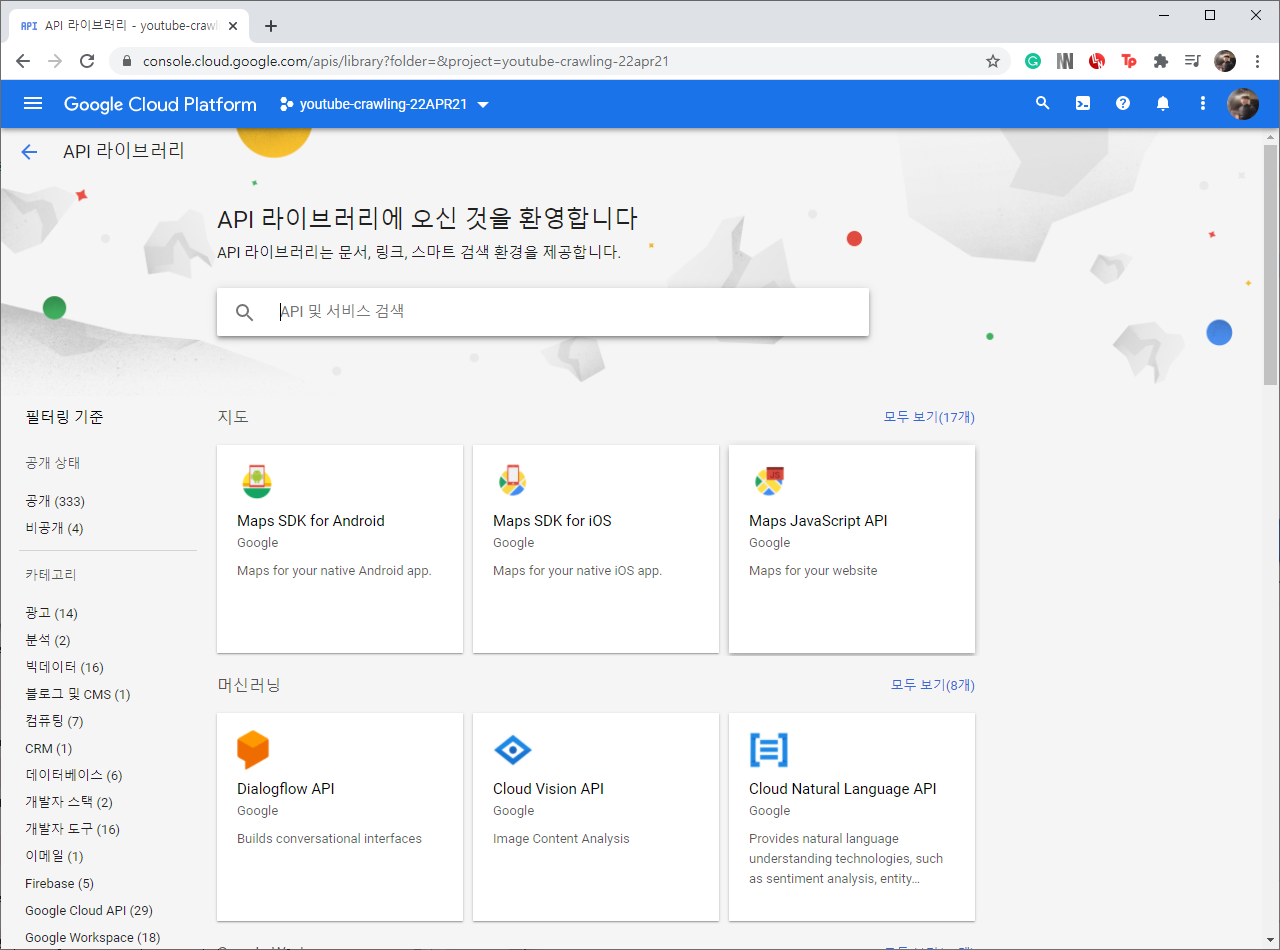 API API 라이브러리 - youtube-crawl
console.cloud.google.com/apis/library?folder=&project=youtube-crawling-22apr21
Google Cloud Platform youtube-crawling-22APR21
API 라이브러리
API 라이브러리에 오신 것을 환영합니다
API 라이브러리는 문서, 링크, 스마트 검색 환경을 제공합니다.
API 및 서비스 검색
필터링 기준
공개 상태
공개 (333)
비공개 (4)
카테고리
광고 (14)
분석 (2)
빅데이터 (16)
블로그 및 CMS (1)
컴퓨팅 (7)
CRM (1)
데이터베이스 (6)
개발자 스택 (2)
개발자 도구 (16)
이메일 (1)
Firebase (5)
Google Cloud API (29)
Google Workspace (18)
지도 모두 보기(17개)
Maps SDK for Android
Google
Maps for your native Android app.
Maps SDK for iOS
Google
Maps for your native iOS app.
JS
Maps JavaScript API
Google
Maps for your website
머신러닝 모두 보기(8개)
Dialogflow API
Google
Builds conversational interfaces
Cloud Vision API
Google
Image Content Analysis
Cloud Natural Language API
Google
Provides natural language
understanding technologies, such
as sentiment analysis, entity...